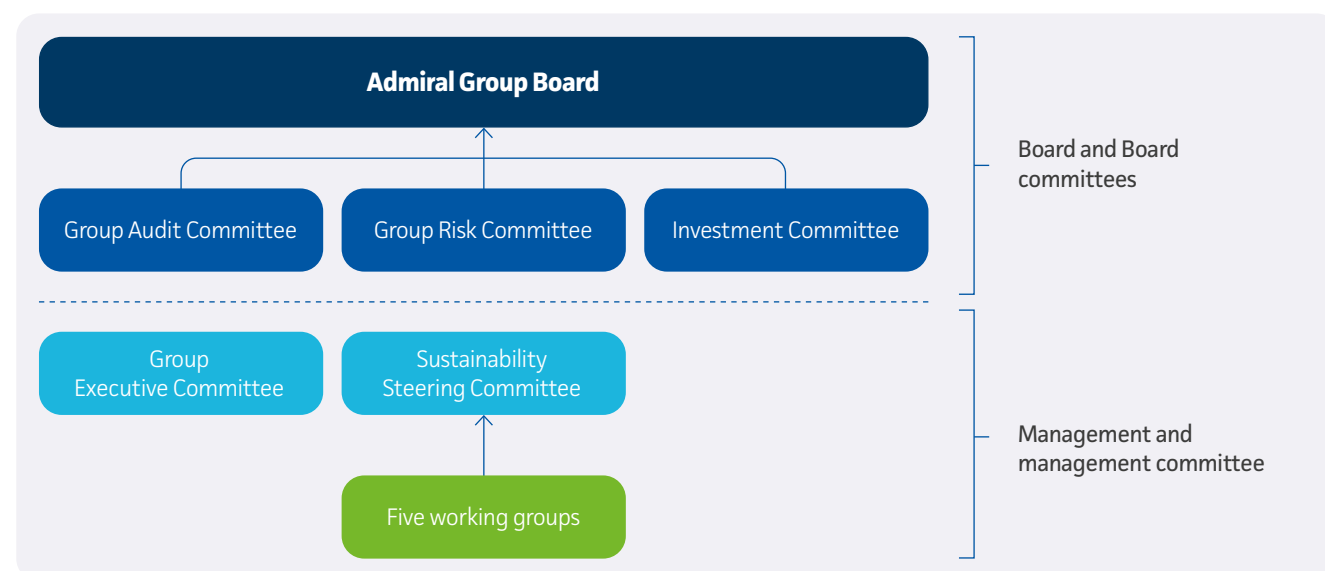 Admiral Group Board
Board and Board
committees
Group Audit Committee
Group Risk Committee
Investment Committee
Group
Executive Committee
Sustainability
Steering Committee
Management and
management committee
Five working groups